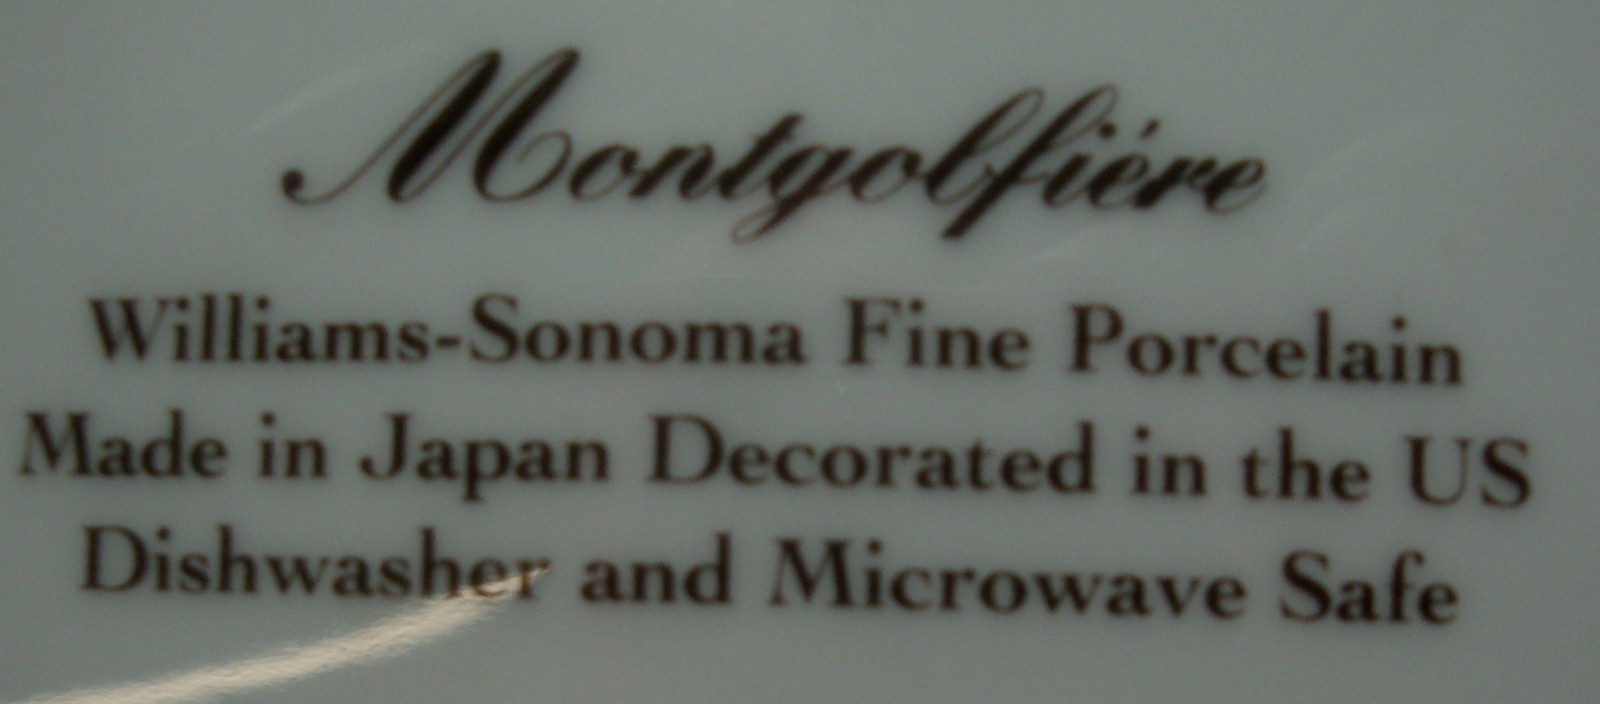 Montgolfiére
Williams-Sonoma Fine Porcelain
Made in Japan Decorated in the US
Dishwasher and Microwave Safe